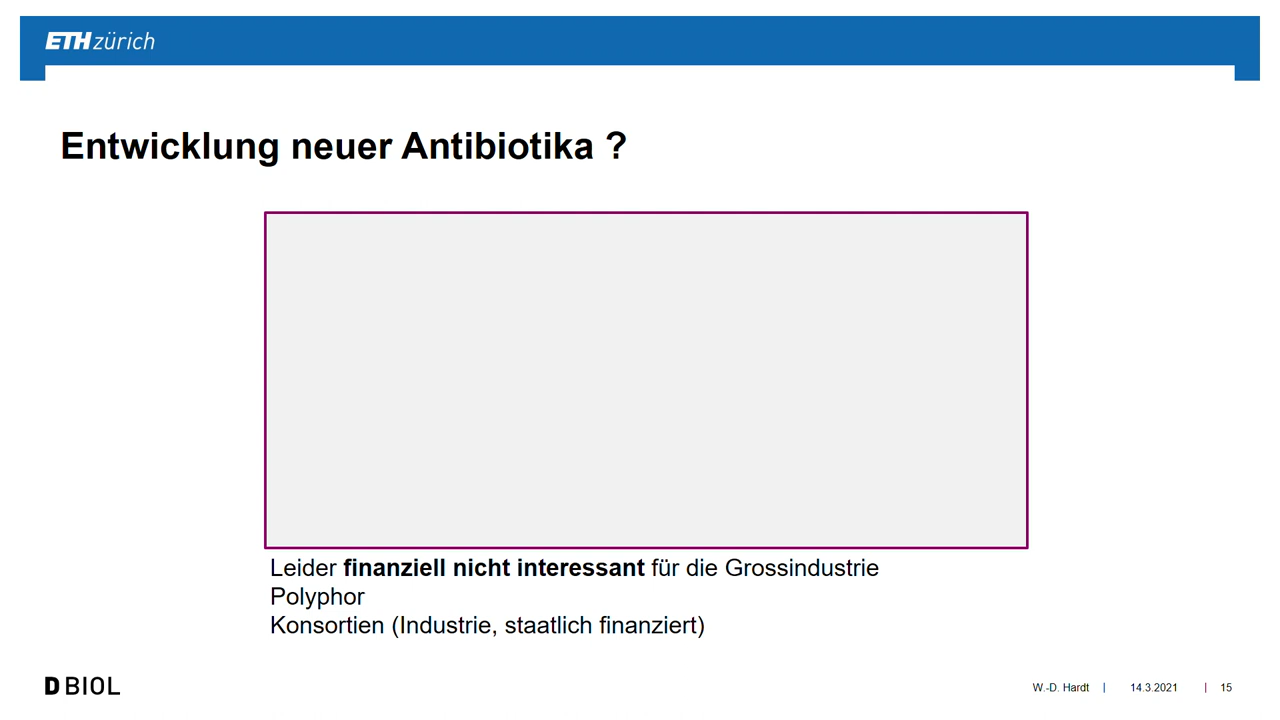 ETH zürich
Entwicklung neuer Antibiotika ?
Leider finanziell nicht interessant für die Grossindustrie
Polyphor
Konsortien (Industrie, staatlich finanziert)
D BIOL
W.-D. Hardt | 14.3.2021 | 15